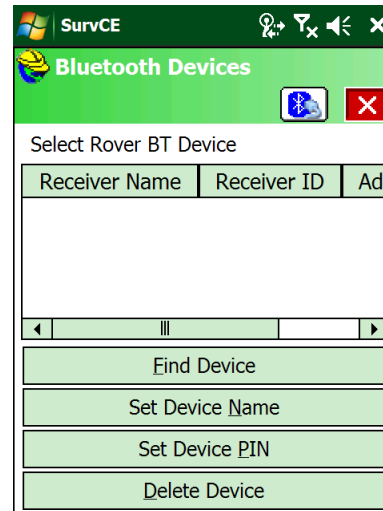 SurvCE
Bluetooth Devices
Select Rover BT Device
Receiver Name Receiver ID Ad
Find Device
Set Device Name
Set Device PIN
Delete Device